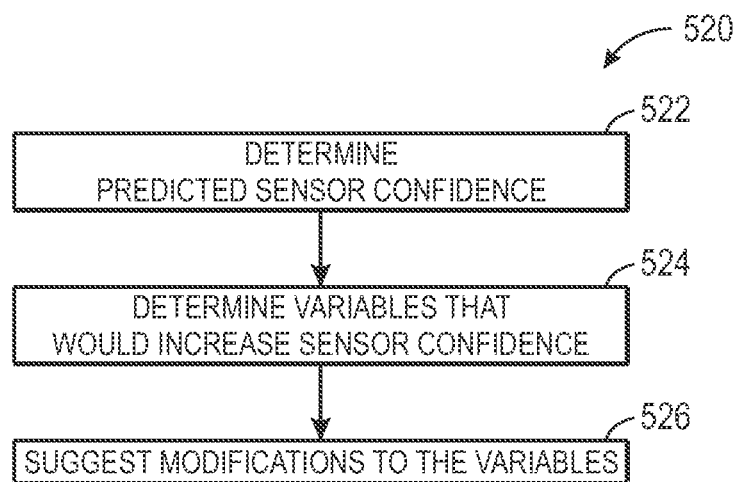 520
522
DETERMINE
PREDICTED SENSOR CONFIDENCE
524
DETERMINE VARIABLES THAT
WOULD INCREASE SENSOR CONFIDENCE
526
SUGGEST MODIFICATIONS TO THE VARIABLES